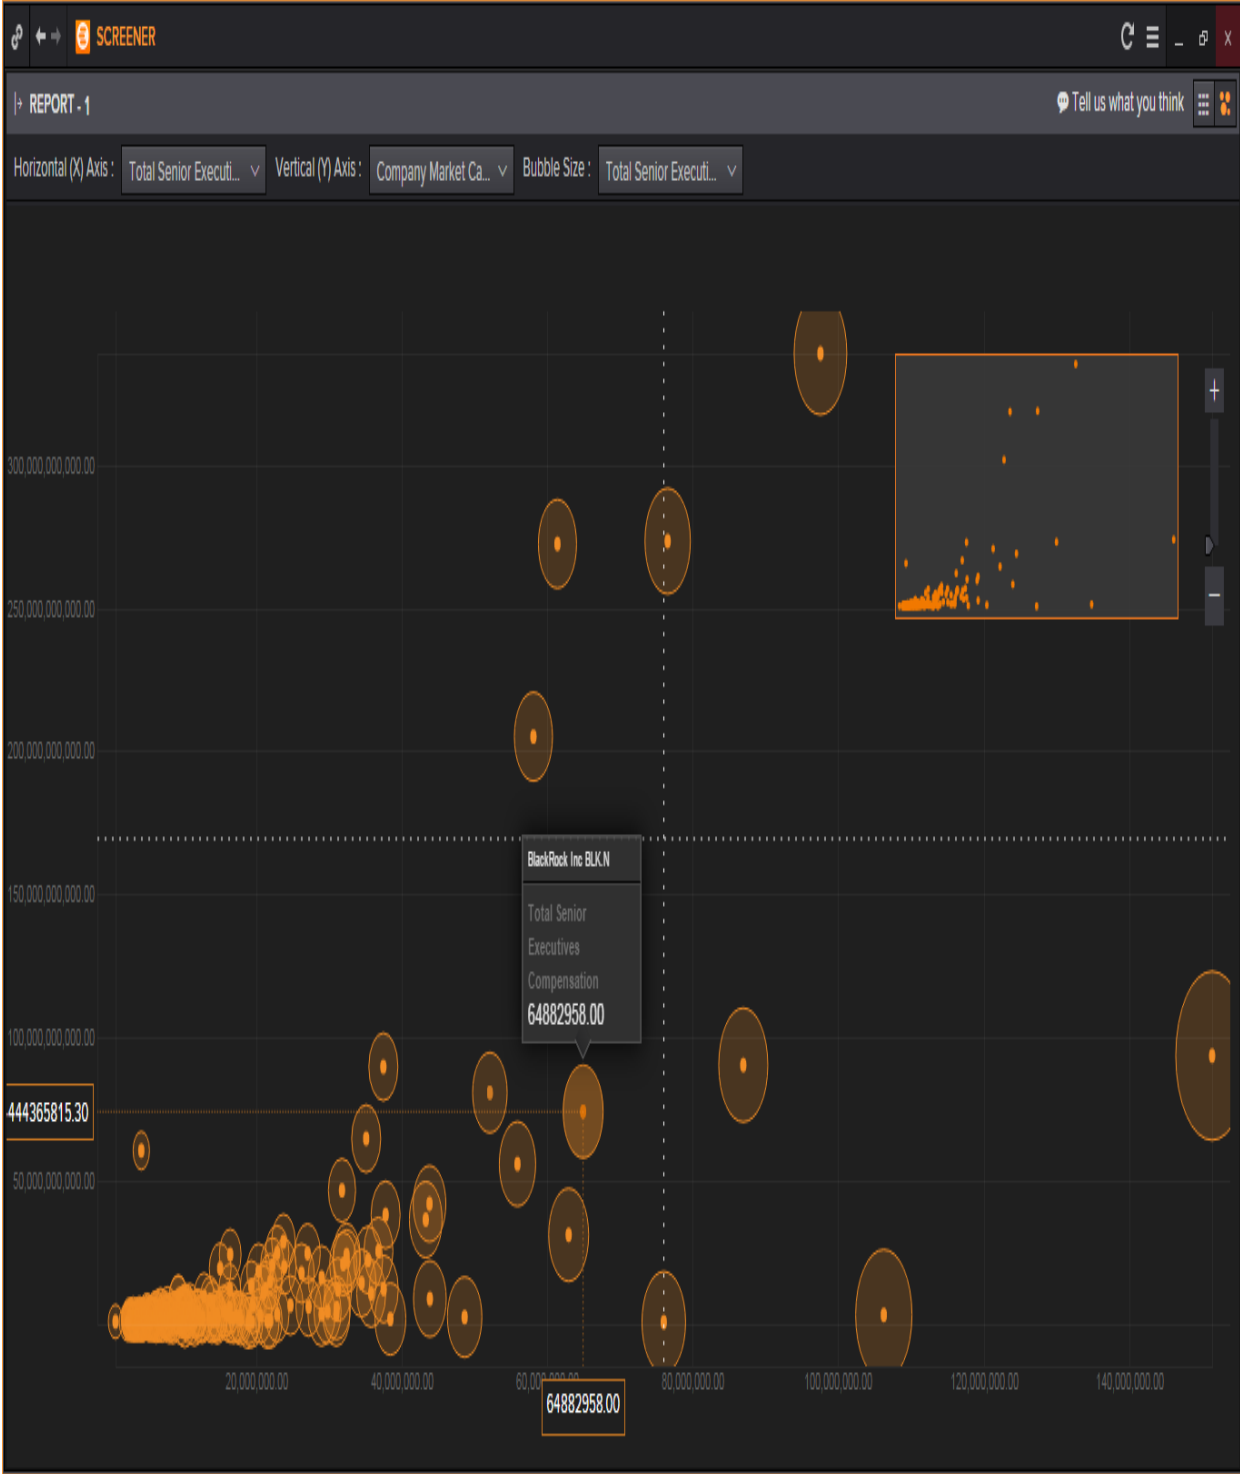 SCREENER
REPORT - 1
Tell us what you think
Horizontal (X) Axis :
Total Senior Executi...
Vertical (Y) Axis :
Company Market Ca...
Bubble Size :
Total Senior Executi...
300,000,000,000.00
250,000,000,000.00
200,000,000,000.00
BlackRock Inc BLK.N
150,000,000,000.00
Total Senior
Executives
Compensation
64882958.00
100,000,000,000.00
444365815.30
50,000,000,000.00
20,000,000.00
40,000,000.00
80,000,000.00
100,000,000.00
120,000,000.00
140,000,000.00
64882958.00